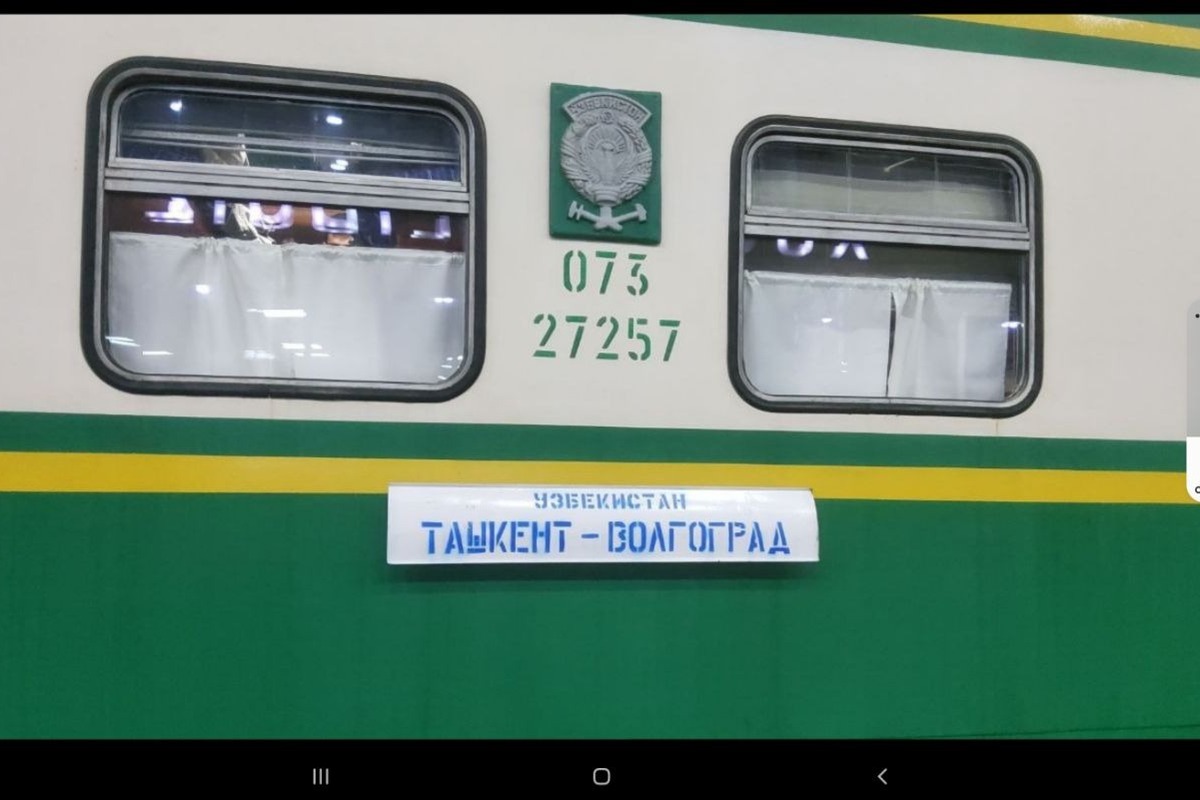 ЎЗБЕКИСТОН
073
27257
УЗБЕКИСТАН
ТАШКЕНТ - ВОЛГОГРАД